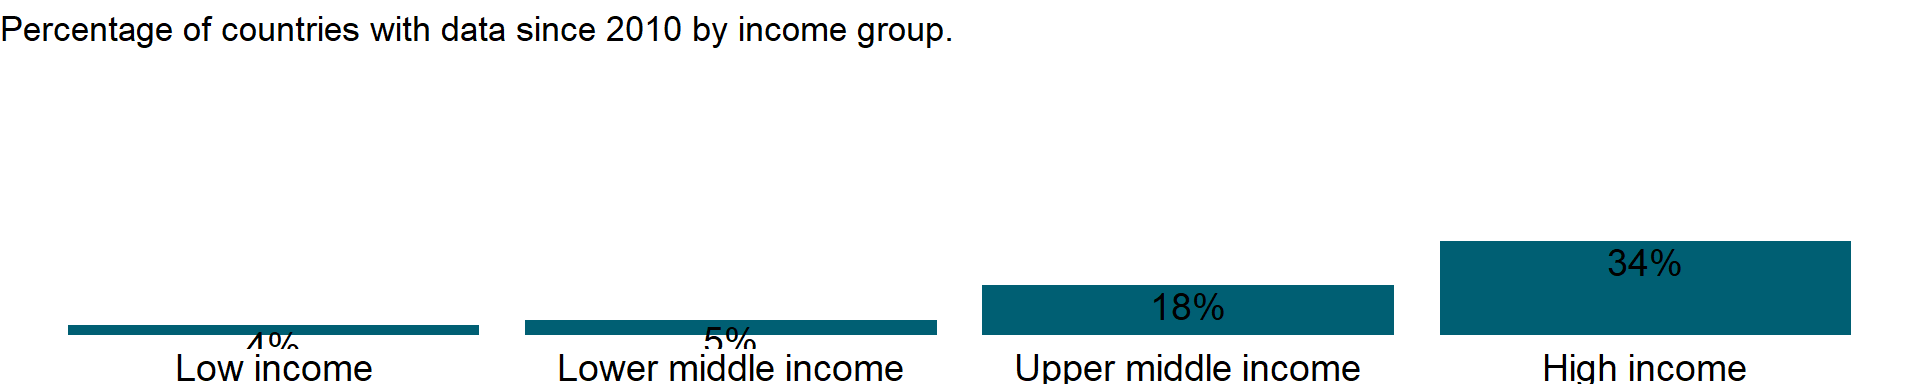 Percentage of countries with data since 2010 by income group.
34%
18%
4%
5%
Low income
Lower middle income
Upper middle income
High income